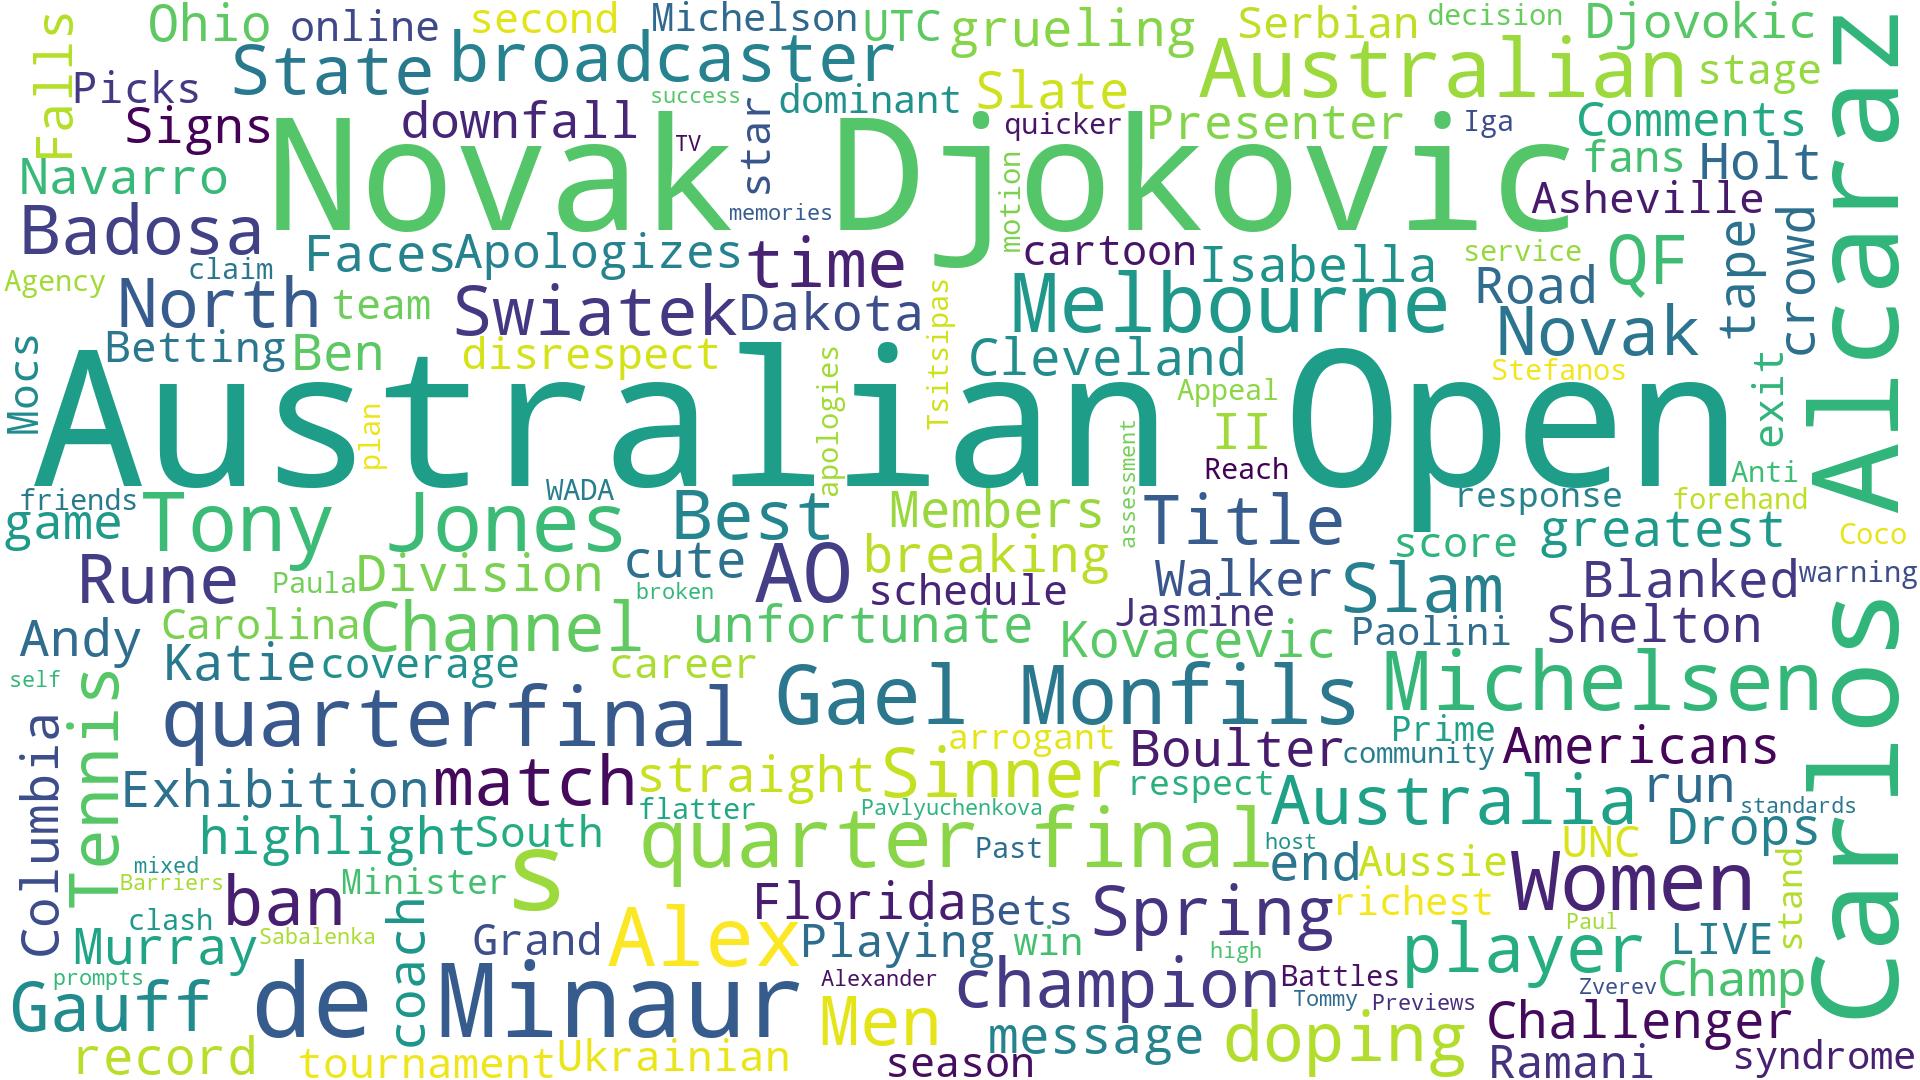 Falls
Ohio
online
second
Michelson
UTC
grueling
Serbian
decision
Djovokic
Carlos Alcaraz
Picks
State
broadcaster
Slate
Australian
stage
Signs
downfall
success
TV
star
dominant
quicker
Presenter
Iga
Comments
Navarro
Novak Djokovic
fans
Holt
Badosa
memories
motion
Asheville
Agency
claim
Faces
Apologizes
time
cartoon
Isabella
service
QF
tape
crowd
North
team
Swiatek
Dakota
Tsitsipas
Melbourne
Road
Novak
Mocs
Betting
Ben
disrespect
apologies
Cleveland
Appeal
Stefanos
exit
Australian Open
plan
assessment
II
Reach
Anti
friends
game
Tony Jones
WADA
Best
Members
Title
response
forehand
score
greatest
Coco
Rune
Paula
Division
cute
broken
AO
breaking
schedule
Walker
Slam
Blanked
warning
Andy
Carolina
Channel
unfortunate
Jasmine
Kovacevic
Paolini
Shelton
self
Katie
coverage
career
Gael Monfils
Michelsen
Columbia
Tennis
quarterfinal
arrogant
Boulter
Prime
community
Americans
Exhibition
match
straight
Sinner
respect
Australia
run
standards
highlight
South
flatter
Pavlyuchenkova
quarter final
Past
host
UNC
Drops
mixed
Barriers
ban
Minister
s
end
Aussie
Women
stand
clash
coach
Florida
Bets
Spring
richest
Paul
Murray
Sabalenka
Grand
Alex
Playing
win
high
player
LIVE
prompts
Gauff
de Minaur
Alexander
champion
Battles
Tommy
Previews
Zverev
Champ
record
tournament
Ukrainian
Men
season
message
doping
Challenger
Ramani
syndrome